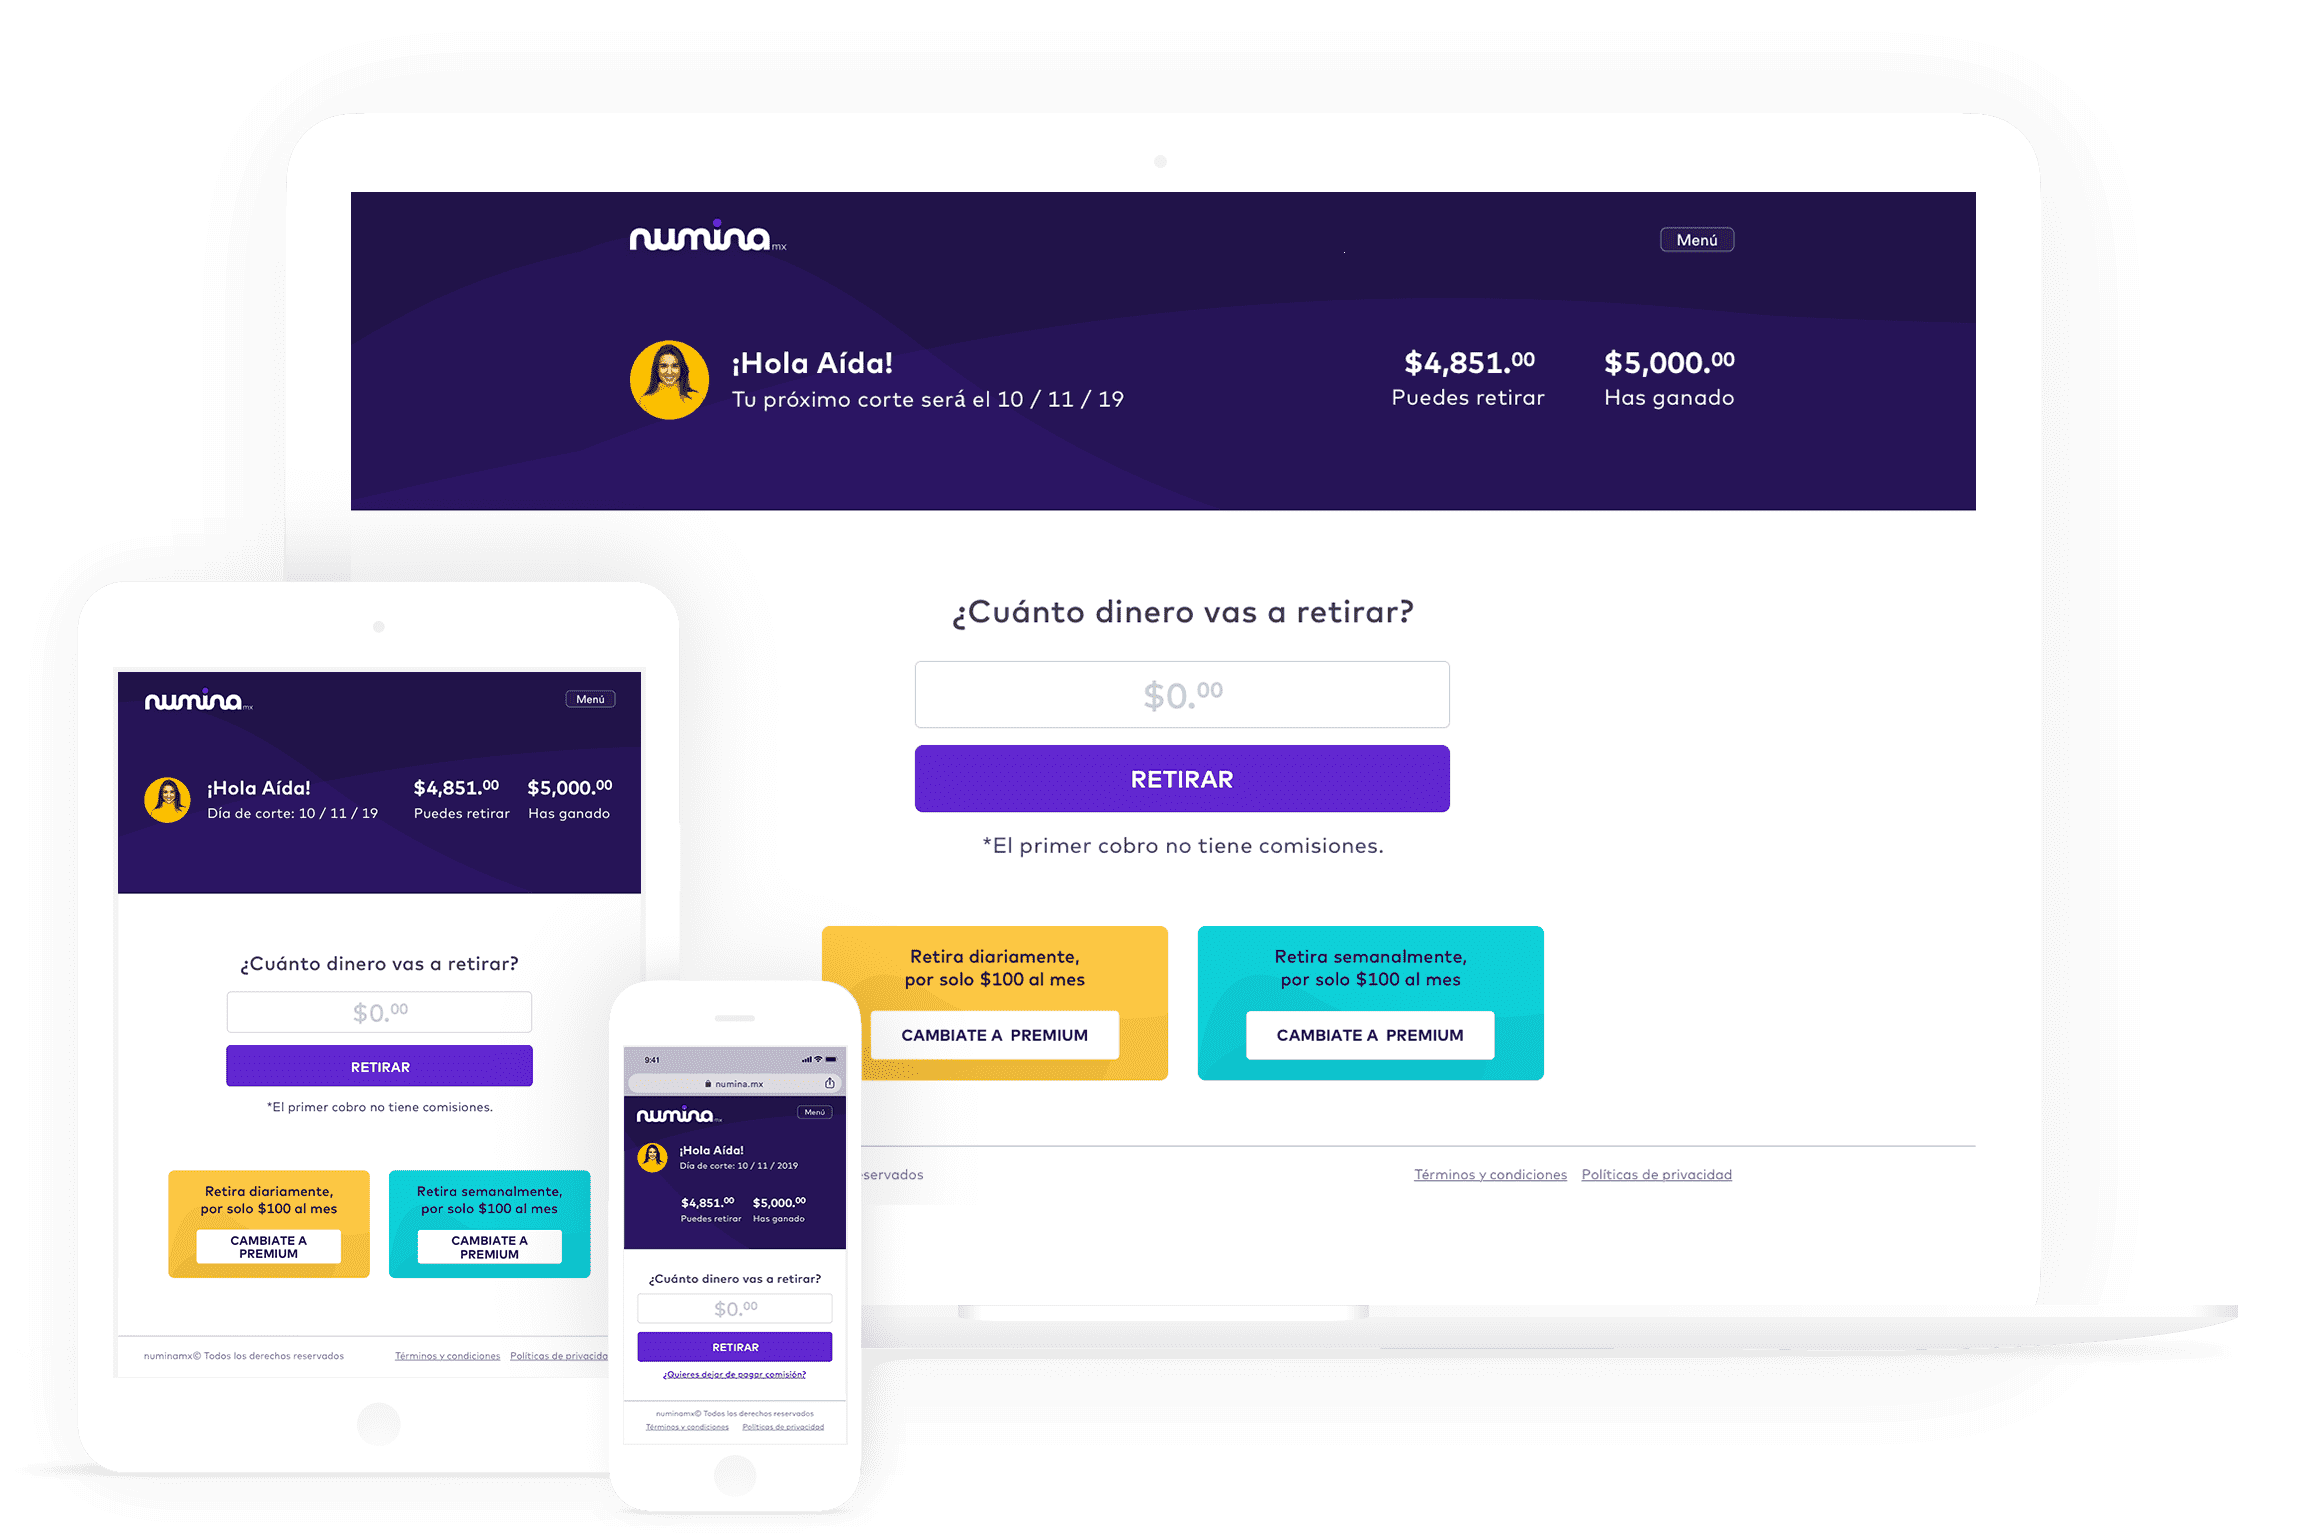 numina mx
Menú
¡Hola Aída!
Tu próximo corte será el 10 / 11 / 19
$4,851.00
Puedes retirar
$5,000.00
Has ganado
¿Cuánto dinero vas a retirar?
$0.00
RETIRAR
*El primer cobro no tiene comisiones.
Retira diariamente,
por solo $100 al mes
CAMBIATE A PREMIUM
Retira semanalmente,
por solo $100 al mes
CAMBIATE A PREMIUM
Términos y condiciones
Políticas de privacidad
numina mx
Menú
¡Hola Aída!
Día de corte: 10 / 11 / 19
$4,851.00
Puedes retirar
$5,000.00
Has ganado
¿Cuánto dinero vas a retirar?
$0.00
RETIRAR
*El primer cobro no tiene comisiones.
Retira diariamente,
por solo $100 al mes
CAMBIATE A
PREMIUM
Retira semanalmente,
por solo $100 al mes
CAMBIATE A
PREMIUM
numinamx© Todos los derechos reservados
Términos y condiciones
Políticas de privacida
9:41
numina.mx
numina mx
Menú
¡Hola Aída!
Día de corte: 10 / 11 / 2019
$4,851.00
Puedes retirar
$5,000.00
Has ganado
¿Cuánto dinero vas a retirar?
$0.00
RETIRAR
¿Quieres dejar de pagar comisión?
numinamx© Todos los derechos reservados
Términos y condiciones
Políticas de privacidad